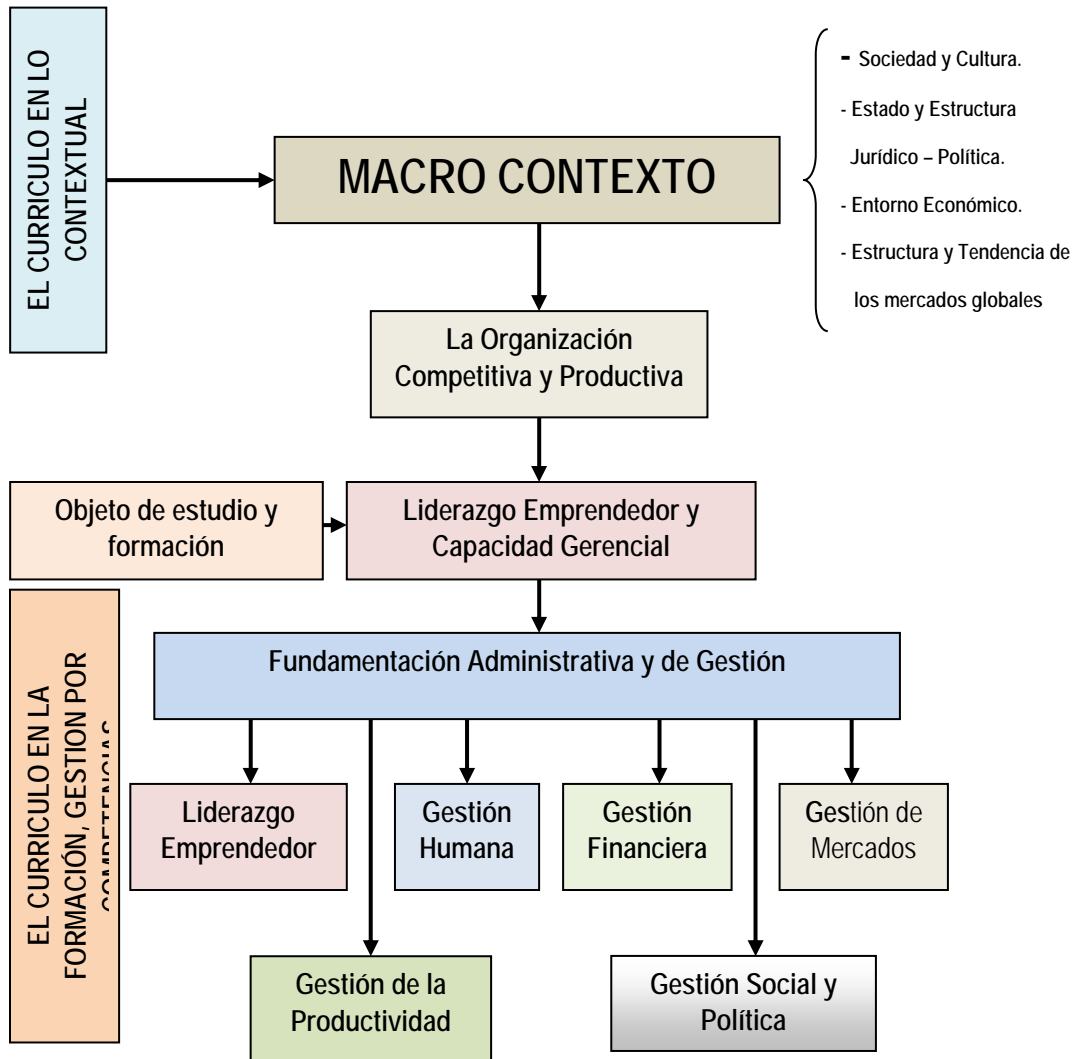 EL CURRICULO EN LO
CONTEXTUAL
MACRO CONTEXTO
- Sociedad y Cultura.
- Estado y Estructura
Jurídico – Política.
- Entorno Económico.
- Estructura y Tendencia de
los mercados globales
La Organización
Competitiva y Productiva
Objeto de estudio y
formación
Liderazgo Emprendedor y
Capacidad Gerencial
EL CURRICULO EN LA
FORMACIÓN, GESTION POR
COMPETENCIAS
Fundamentación Administrativa y de Gestión
Liderazgo
Emprendedor
Gestión
Humana
Gestión
Financiera
Gestión de
Mercados
Gestión de la
Productividad
Gestión Social y
Política